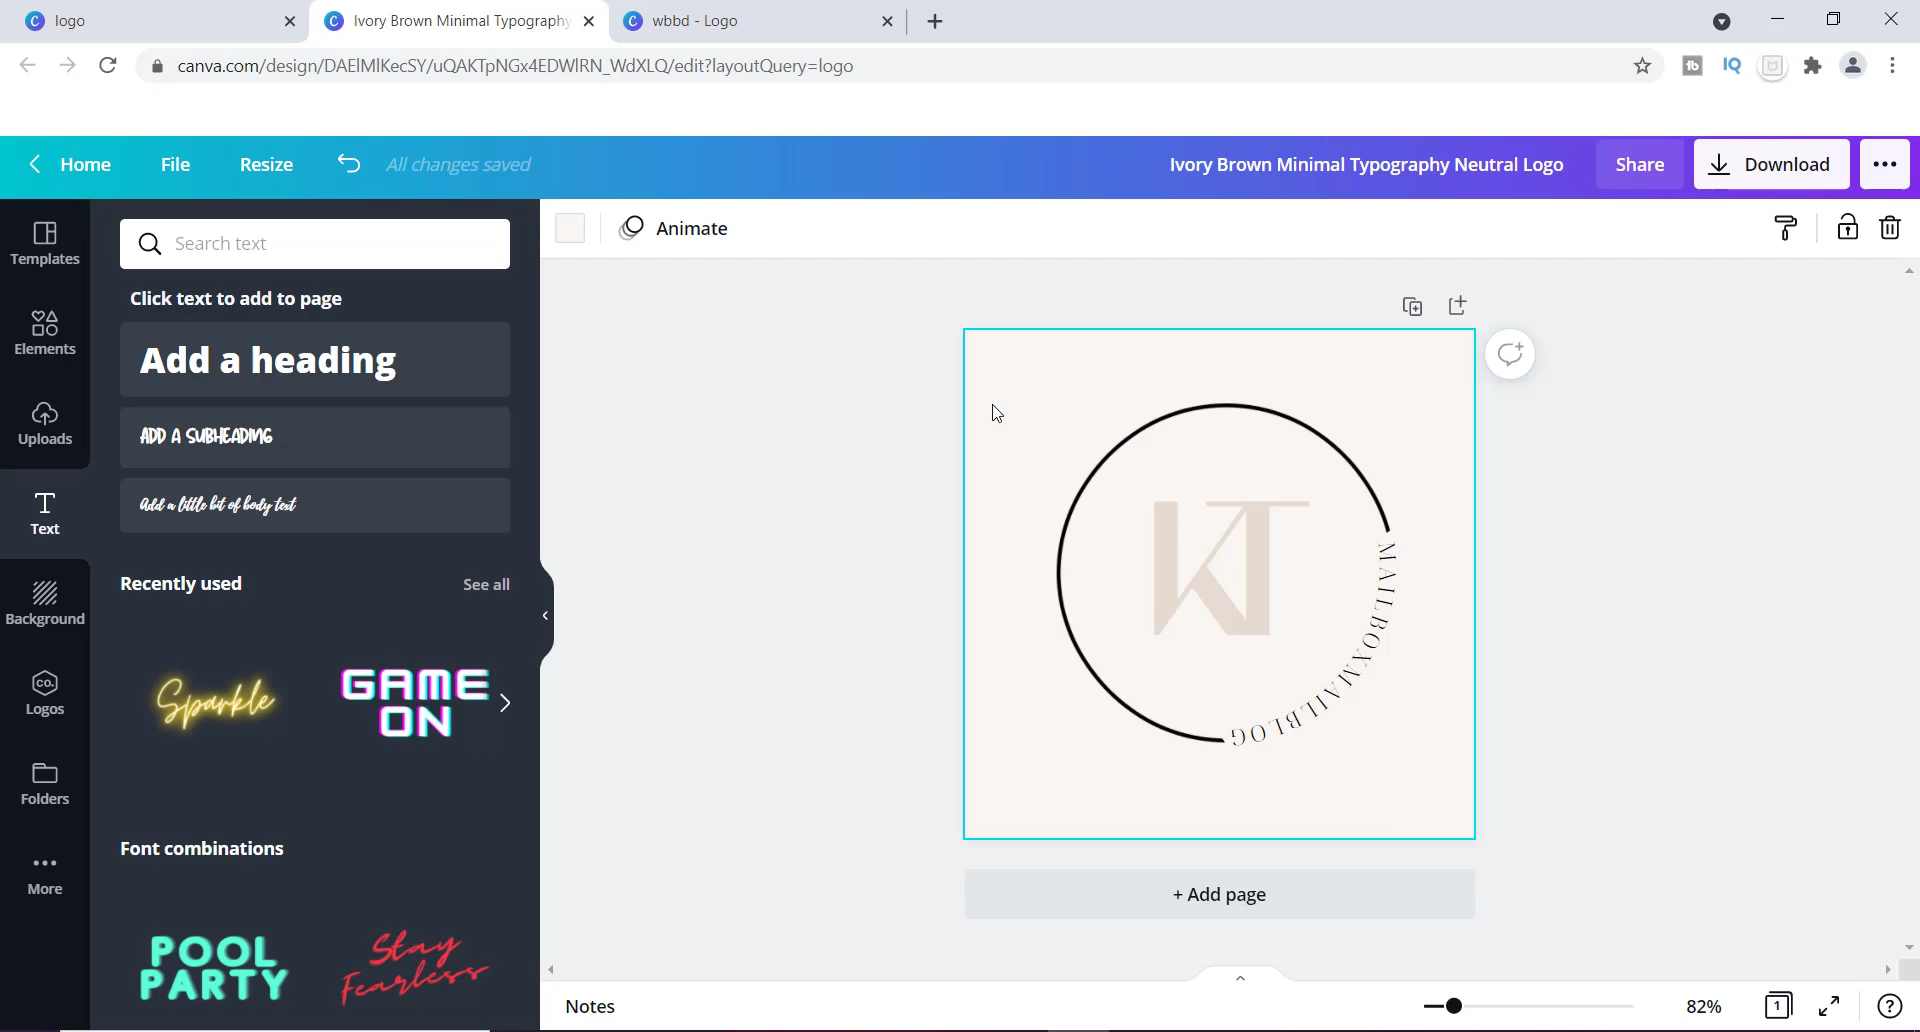 logo
Ivory Brown Minimal Typography
wbbd - Logo
canva.com/design/DAElMlKecSY/uQAKTpNGx4EDWlRN_WdXLQ/edit?layoutQuery=logo
Home
File
Resize
All changes saved
Ivory Brown Minimal Typography Neutral Logo
Share
Download
Templates
Elements
Uploads
Text
Background
CO.
Logos
Folders
More
Search text
Click text to add to page
Add a heading
ADD A SUBHEADING
Add a little bit of body text
Recently used
See all
Sparkle
GAME
ON
Font combinations
POOL
PARTY
Stay
Fearless
Animate
KT
MAILBOXMAILBLOG
+ Add page
Notes
82%
1